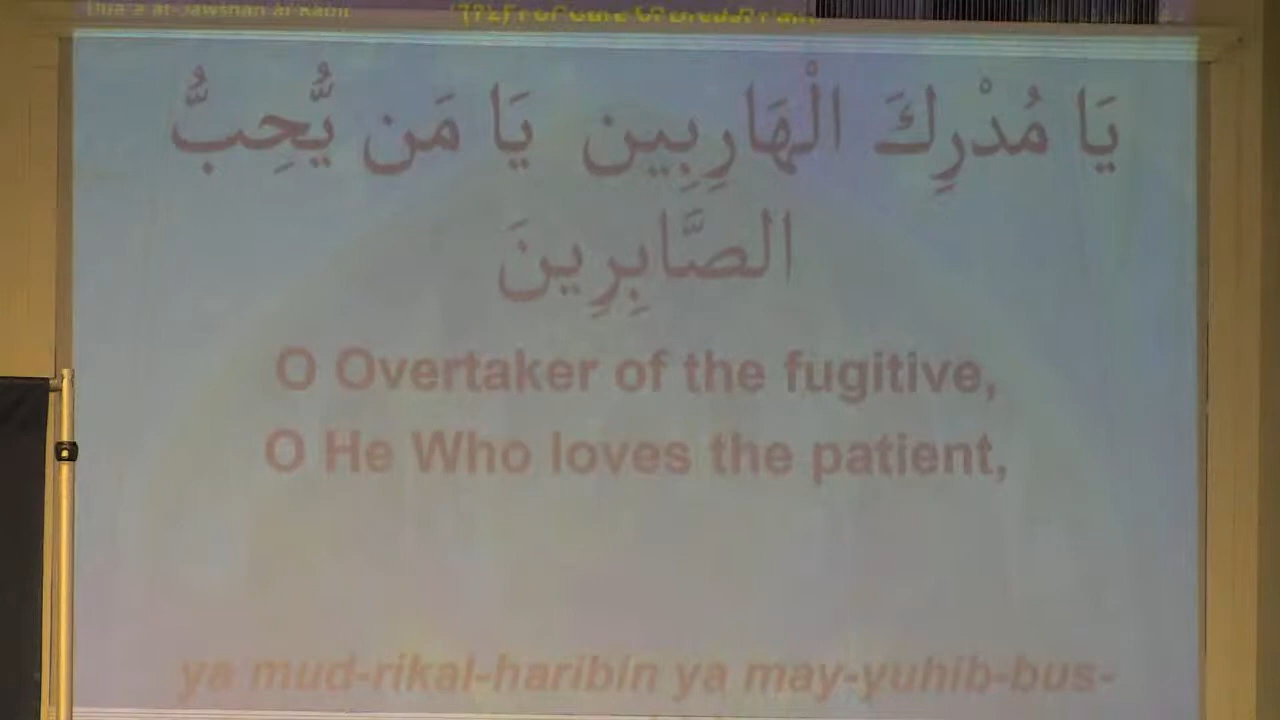 يَا مُدْرِكَ الْهَارِبِين يَا مَن يُّحِبُّ
الصَّابِرِينَ
O Overtaker of the fugitive,
O He Who loves the patient,
ya mud-rikal-haribin ya may-yuhib-bus-